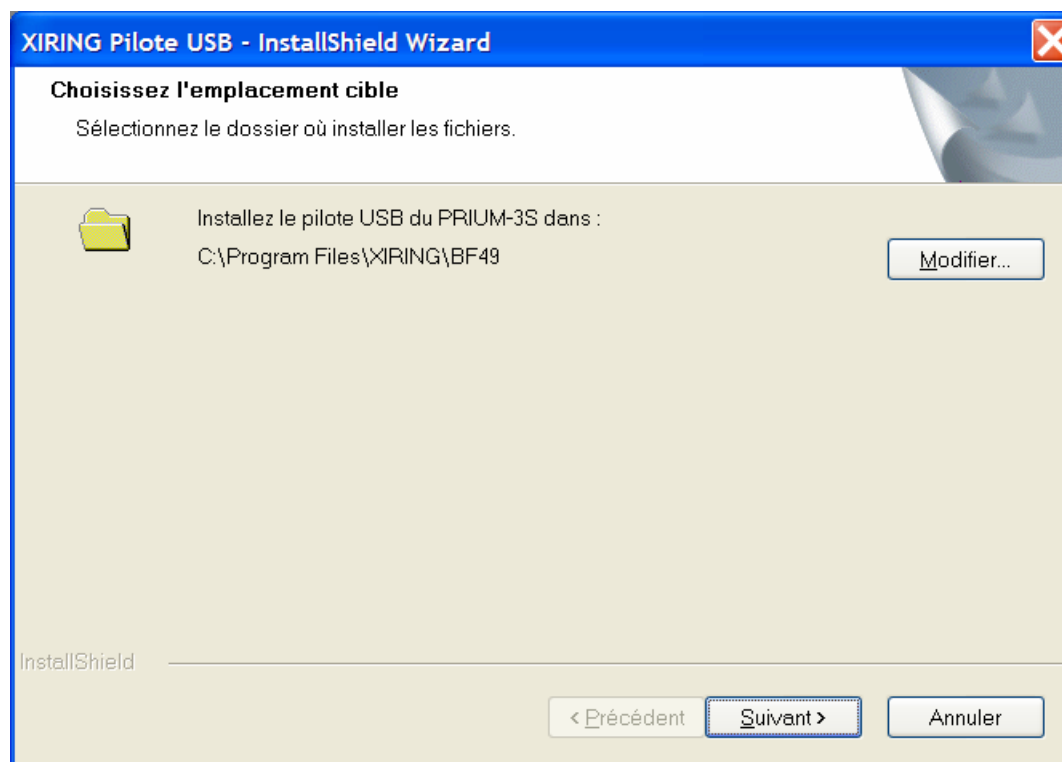 XIRING Pilote USB - InstallShield Wizard
Choisissez l'emplacement cible
Sélectionnez le dossier où installer les fichiers.
Installez le pilote USB du PRIUM-3S dans :
C:\Program Files\XIRING\BF49
Modifier...
InstallShield
< Précédent
Suivant >
Annuler